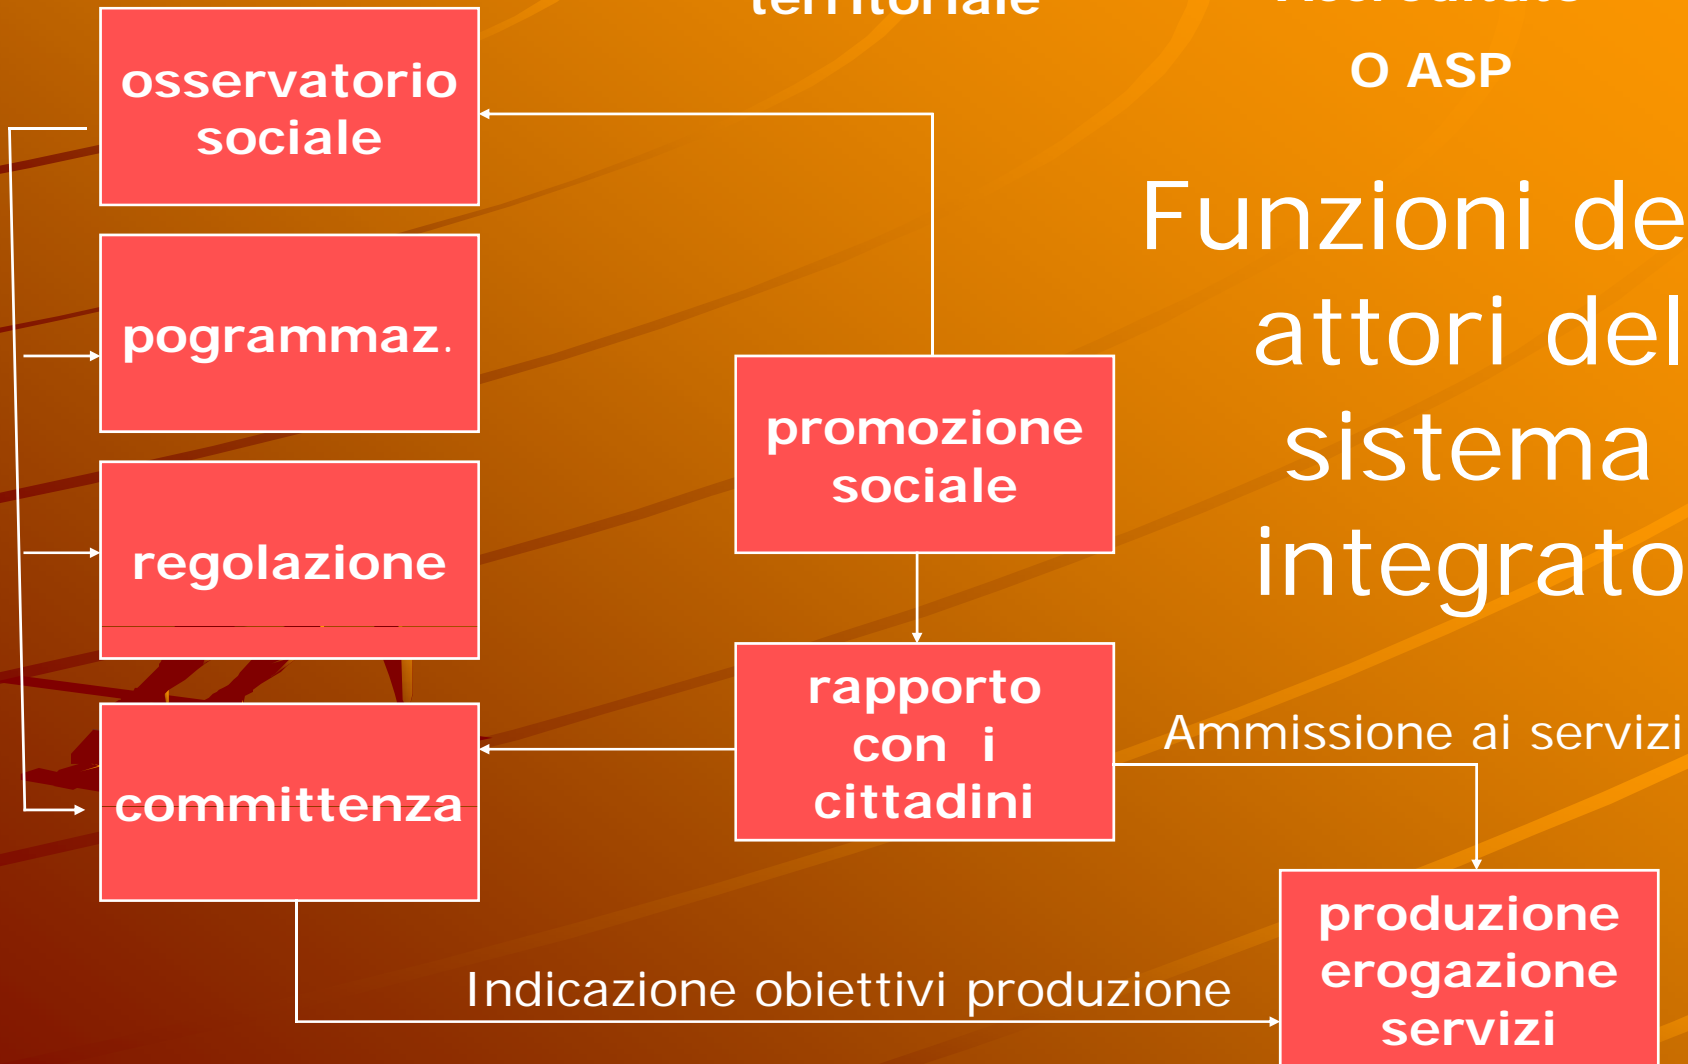 territoriale
O ASP
osservatorio
sociale
Funzioni de
attori del
sistema
integrato
pogrammaz.
promozione
sociale
regolazione
rapporto
con i
cittadini
Ammissione ai servizi
committenza
Indicazione obiettivi produzione
produzione
erogazione
servizi